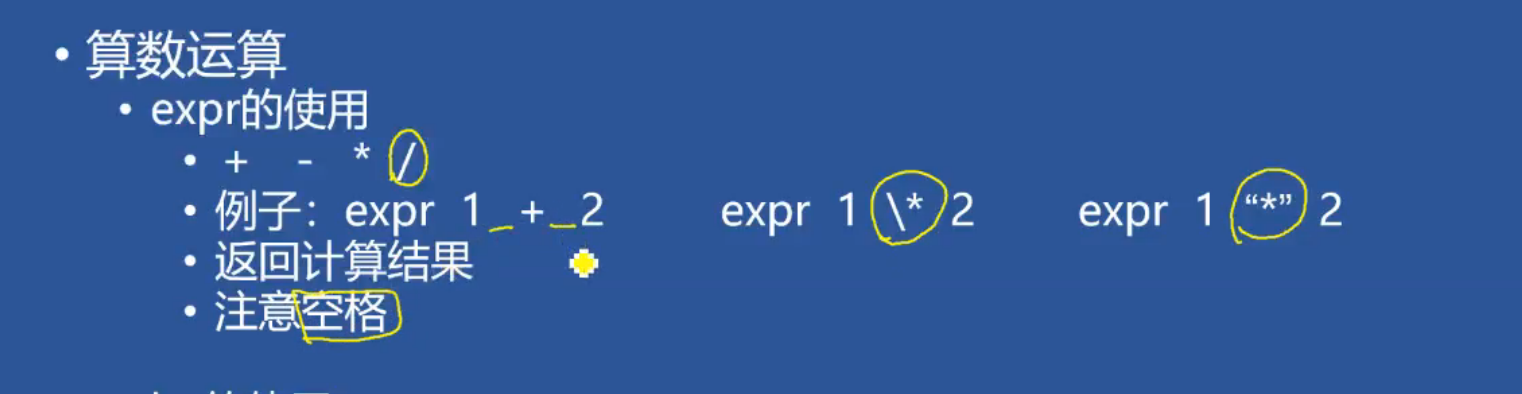 • 算数运算
• expr的使用
• + - * /
• 例子：expr 1 + 2 expr 1 \* 2 expr 1 “*” 2
• 返回计算结果
• 注意空格